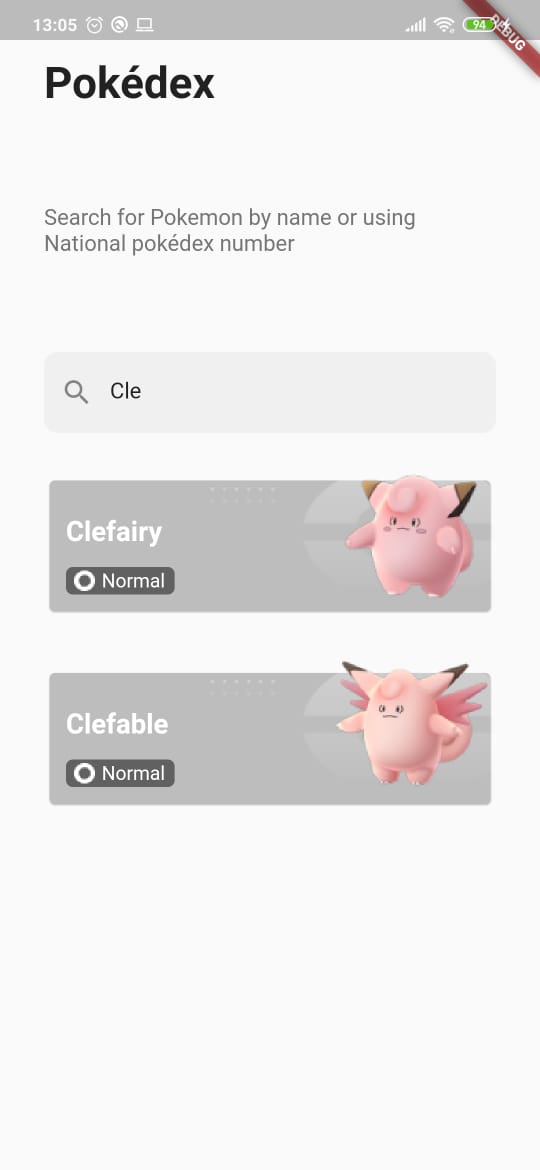 13:05
94
DEBUG
Pokédex
Search for Pokemon by name or using
National pokédex number
Cle
Clefairy
Normal
Clefable
Normal